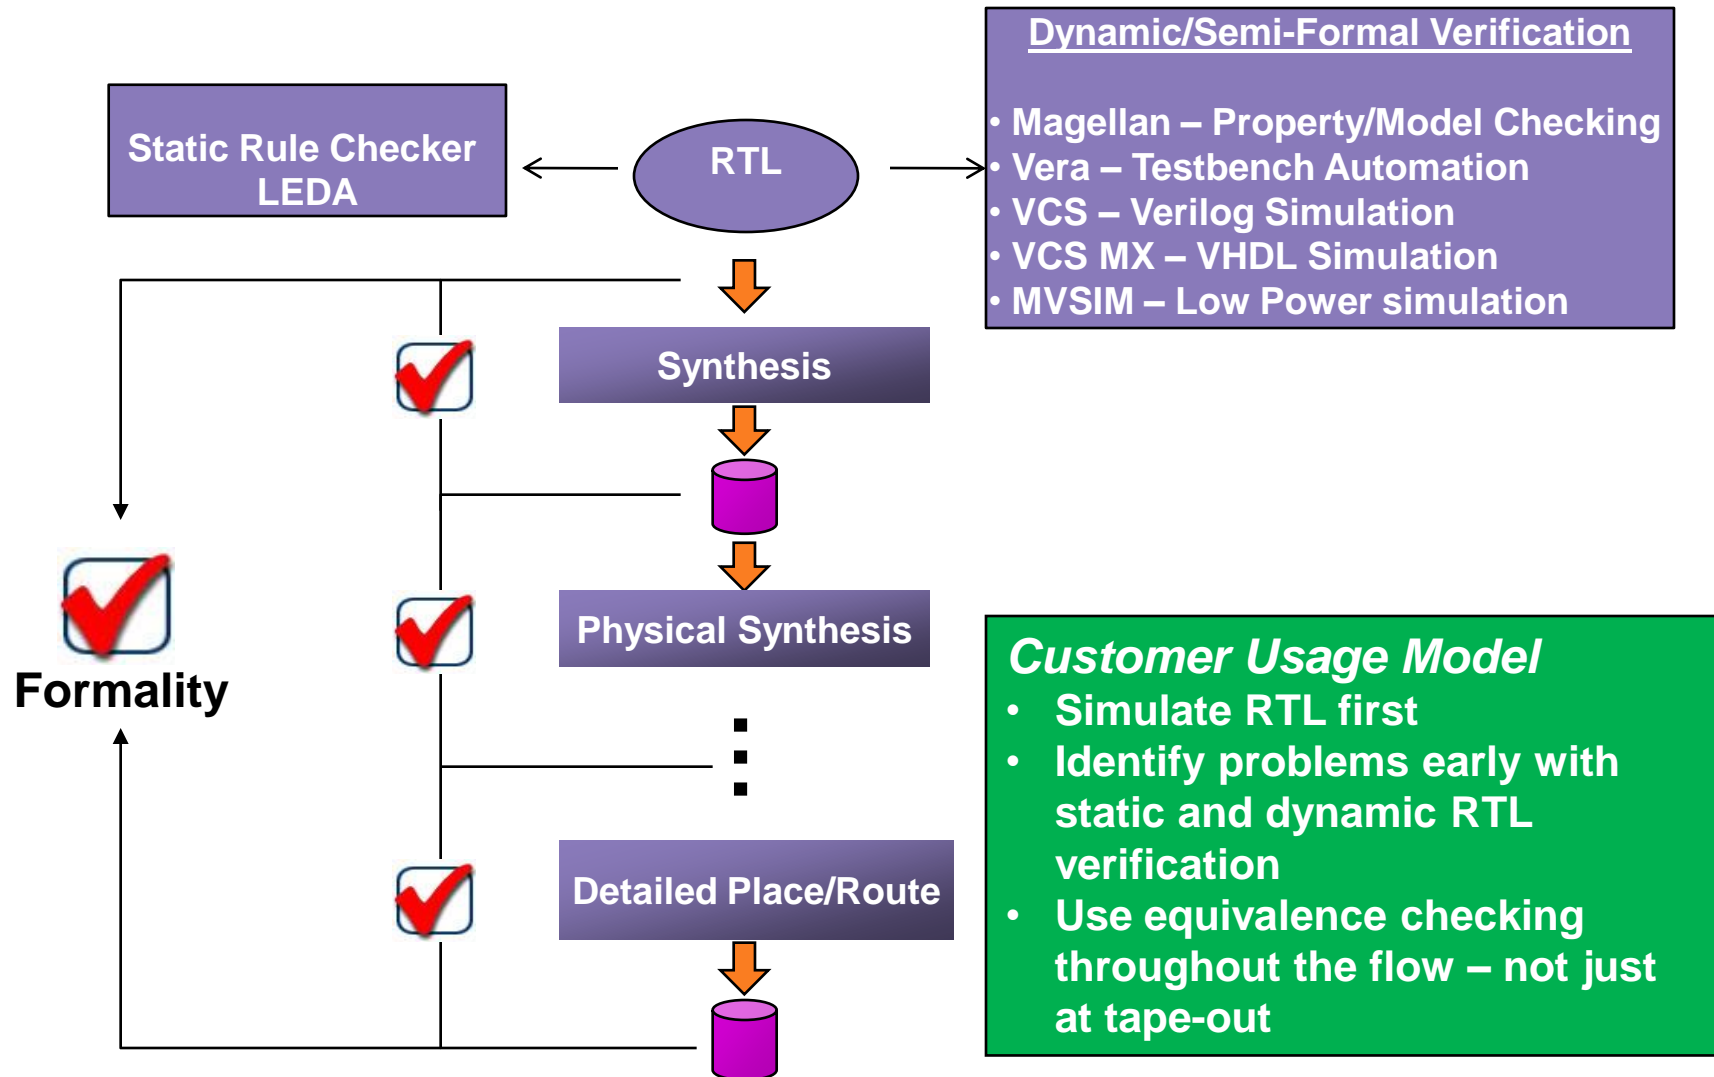 Dynamic/Semi-Formal Verification
• Magellan – Property/Model Checking
• Vera – Testbench Automation
• VCS – Verilog Simulation
• VCS MX – VHDL Simulation
• MVSIM – Low Power simulation
Static Rule Checker
LEDA
RTL
Synthesis
Physical Synthesis
Formality
Detailed Place/Route
Customer Usage Model
• Simulate RTL first
• Identify problems early with
static and dynamic RTL
verification
• Use equivalence checking
throughout the flow – not just
at tape-out